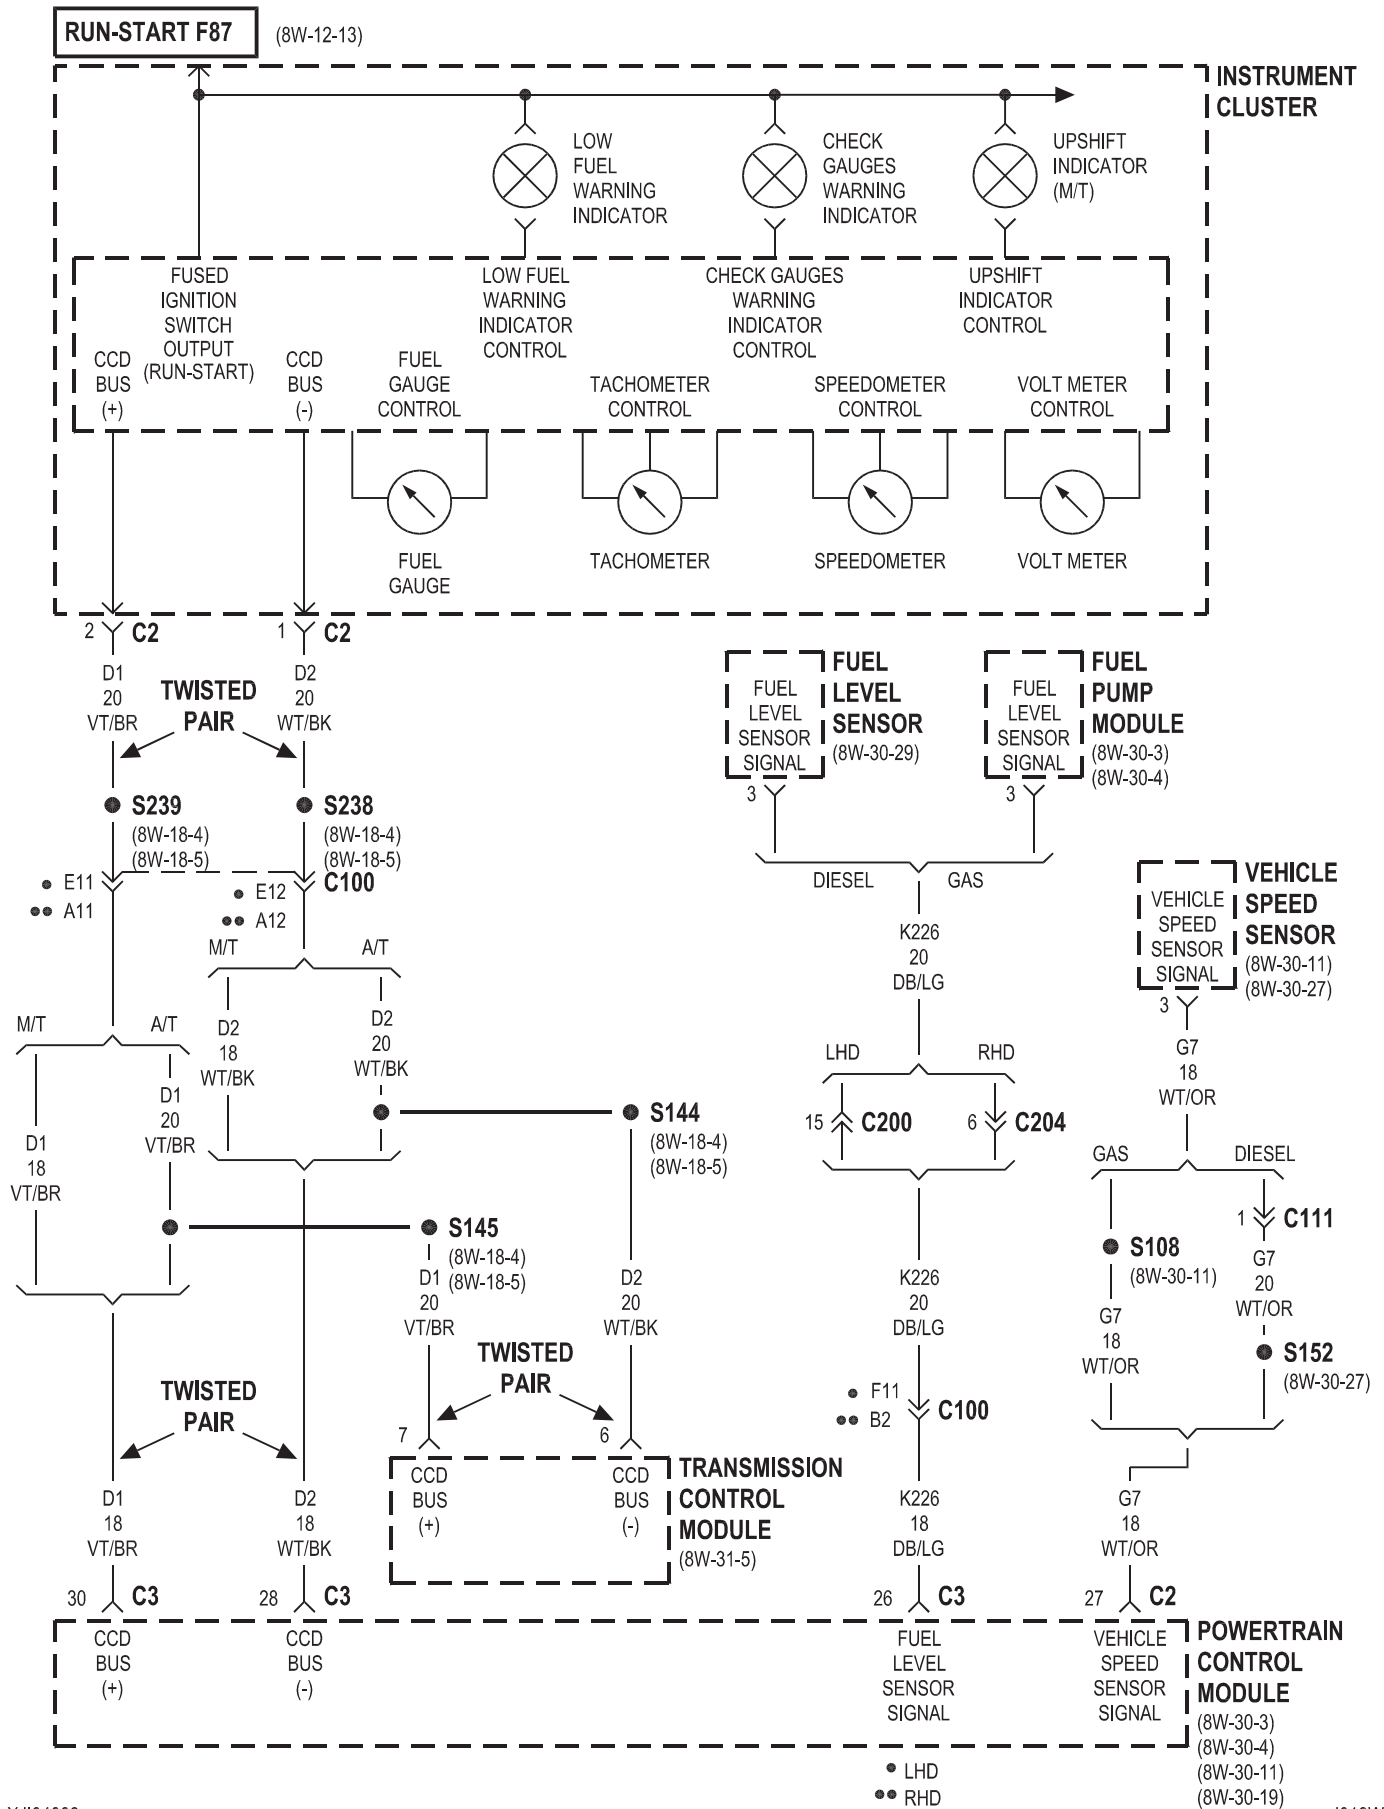 RUN-START F87
(8W-12-13)
INSTRUMENT
CLUSTER
LOW
FUEL
WARNING
INDICATOR
CHECK
GAUGES
WARNING
INDICATOR
UPSHIFT
INDICATOR
(M/T)
FUSED
IGNITION
SWITCH
OUTPUT
(RUN-START)
LOW FUEL
WARNING
INDICATOR
CONTROL
CHECK GAUGES
WARNING
INDICATOR
CONTROL
UPSHIFT
INDICATOR
CONTROL
CCD
BUS
(+)
CCD
BUS
(-)
FUEL
GAUGE
CONTROL
TACHOMETER
CONTROL
SPEEDOMETER
CONTROL
VOLT METER
CONTROL
FUEL
GAUGE
TACHOMETER
SPEEDOMETER
VOLT METER
2 C2
1 C2
D1
20
VT/BR
TWISTED
PAIR
D2
20
WT/BK
S239
(8W-18-4)
(8W-18-5)
S238
(8W-18-4)
(8W-18-5)
C100
• E11
•• A11
• E12
•• A12
M/T
A/T
D2
18
WT/BK
D2
20
WT/BK
M/T
A/T
D1
18
VT/BR
D1
20
VT/BR
S144
(8W-18-4)
(8W-18-5)
S145
(8W-18-4)
(8W-18-5)
D1
20
VT/BR
D2
20
WT/BK
TWISTED
PAIR
TWISTED
PAIR
7
6
CCD
BUS
(+)
CCD
BUS
(-)
TRANSMISSION
CONTROL
MODULE
(8W-31-5)
D1
18
VT/BR
D2
18
WT/BK
30 C3
28 C3
CCD
BUS
(+)
CCD
BUS
(-)
FUEL
LEVEL
SENSOR
SIGNAL
FUEL
LEVEL
SENSOR
(8W-30-29)
3
FUEL
LEVEL
SENSOR
SIGNAL
FUEL
PUMP
MODULE
(8W-30-3)
(8W-30-4)
3
DIESEL
GAS
K226
20
DB/LG
LHD
RHD
15 C200
6 C204
K226
20
DB/LG
• F11
•• B2
C100
K226
18
DB/LG
26 C3
FUEL
LEVEL
SENSOR
SIGNAL
VEHICLE
SPEED
SENSOR
SIGNAL
VEHICLE
SPEED
SENSOR
(8W-30-11)
(8W-30-27)
3
G7
18
WT/OR
GAS
DIESEL
S108
(8W-30-11)
1 C111
G7
18
WT/OR
G7
20
WT/OR
S152
(8W-30-27)
G7
18
WT/OR
27 C2
VEHICLE
SPEED
SENSOR
SIGNAL
POWERTRAIN
CONTROL
MODULE
(8W-30-3)
(8W-30-4)
(8W-30-11)
(8W-30-19)
• LHD
•• RHD